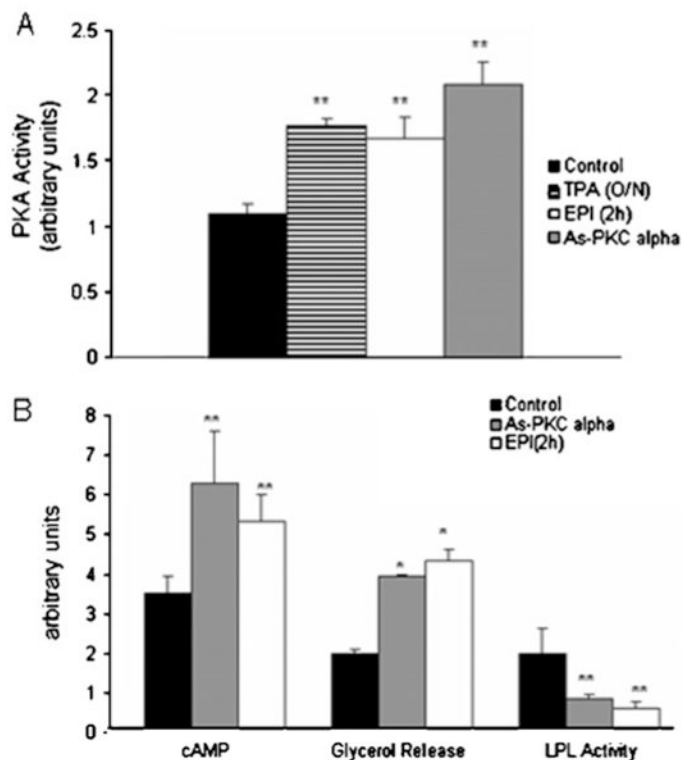 A
2.5
2
1.5
1
0.5
0
PKA Activity
(arbitrary units)
**
**
**
Control
TPA (O/N)
EPI (2h)
As-PKC alpha
B
8
7
6
5
4
3
2
1
0
arbitrary units
Control
As-PKC alpha
EPI(2h)
**
**
*
*
**
**
cAMP
Glycerol Release
LPL Activity